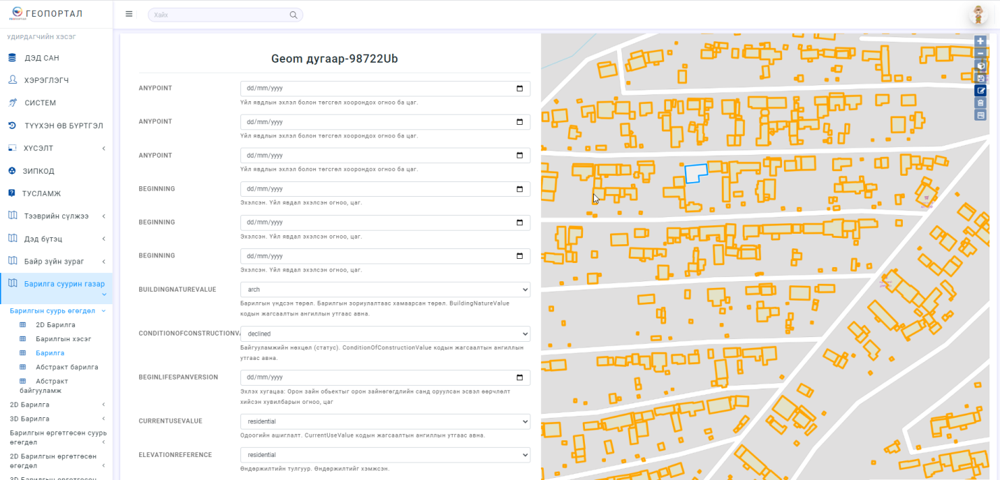 ГЕОПОРТАЛ
Хайх
УДИРДАГЧИЙН ХЭСЭГ
ДЭД САН
ХЭРЭГЛЭГЧ
СИСТЕМ
ТҮҮХЭН ӨВ БҮРТГЭЛ
ХҮСЭЛТ
ЗИПКОД
ТУСЛАМЖ
Тээврийн сүлжээ
Дэд бүтэц
Байр зүйн зураг
Барилга суурин газар
Барилгын суурь өгөгдөл
2D Барилга
Барилгын хэсэг
Барилга
Абстракт барилга
Абстракт
байгууламж
2D Барилга
3D Барилга
Барилгын өргөтгөсөн суурь
өгөгдөл
2D Барилгын өргөтгөсөн
өгөгдөл
3D Барилгын өргөтгөсөн
Geom дугаар-98722Ub
ANYPOINT
dd/mm/yyyy
Үйл явдлын эхлэл болон төгсгөл хоорондох огноо ба цаг.
ANYPOINT
dd/mm/yyyy
Үйл явдлын эхлэл болон төгсгөл хоорондох огноо ба цаг.
ANYPOINT
dd/mm/yyyy
Үйл явдлын эхлэл болон төгсгөл хоорондох огноо ба цаг.
BEGINNING
dd/mm/yyyy
Эхэлсэн. Үйл явдал эхэлсэн огноо, цаг.
BEGINNING
dd/mm/yyyy
Эхэлсэн. Үйл явдал эхэлсэн огноо, цаг.
BEGINNING
dd/mm/yyyy
Эхэлсэн. Үйл явдал эхэлсэн огноо, цаг.
BUILDINGNATUREVALUE
arch
Барилгын үндсэн төрөл. Барилгын зориулалтаас хамаарсан төрөл. BuildingNatureValue
кодын жагсаалтын ангиллын утгаас авна.
CONDITIONOFCONSTRUCTIONVA
declined
Байгууламжийн нөхцөл (статус). ConditionOfConstructionValue кодын жагсаалтын ангиллын
утгаас авна.
BEGINLIFESPANVERSION
dd/mm/yyyy
Эхлэх хугацаа: Орон зайн обьектыг орон зайнөгөгдлийн санд оруулсан эсвэл өөрчлөлт
хийсэн хувилбарын огноо, цаг
CURRENTUSEVALUE
residential
Одоогийн ашиглалт. CurrentUseValue кодын жагсаалтын ангиллын утгаас авна.
ELEVATIONREFERENCE
residential
Өндөржилтийн тулгуур. Өндөржилтийг хэмжсэн.